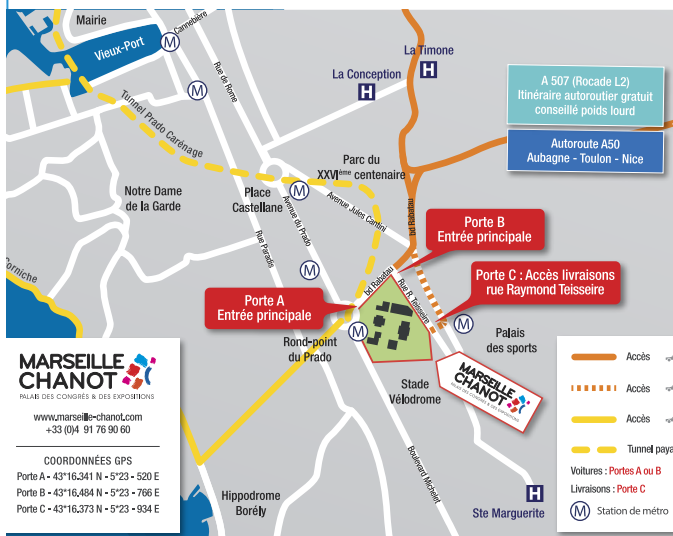 Mairie
Cannebière
Vieux-Port
M
Rue de Rome
M
La Timone
H
La Conception
H
A 507 (Rocade L2)
Itinéraire autoroutier gratuit
conseillé poids lourd
Autoroute A50
Aubagne - Toulon - Nice
Tunnel Prado Carénage
Parc du
XXVIème centenaire
Notre Dame
de la Garde
Place
Castellane
M
Avenue Jules Cantini
bd Rabatau
Avenue du Prado
Rue Paradis
Porte B
Entrée principale
Corniche
M
bd Rabatau
Rue R. Teisseire
Porte C : Accès livraisons
rue Raymond Teisseire
Porte A
Entrée principale
M
M
Rond-point
du Prado
Palais
des sports
MARSEILLE
CHANOT
PALAIS DES CONGRÈS & DES EXPOSITIONS
Stade
Vélodrome
MARSEILLE
CHANOT
PALAIS DES CONGRÈS & DES EXPOSITIONS
www.marseille-chanot.com
+33 (0)4 91 76 90 60
COORDONNÉES GPS
Porte A - 43°16,341 N - 5°23 - 520 E
Porte B - 43°16,484 N - 5°23 - 766 E
Porte C - 43°16,373 N - 5°23 - 934 E
Boulevard Michelet
Hippodrome
Borély
H
Ste Marguerite
Accès
Accès
Accès
Tunnel paya
Voitures : Portes A ou B
Livraisons : Porte C
M Station de métro